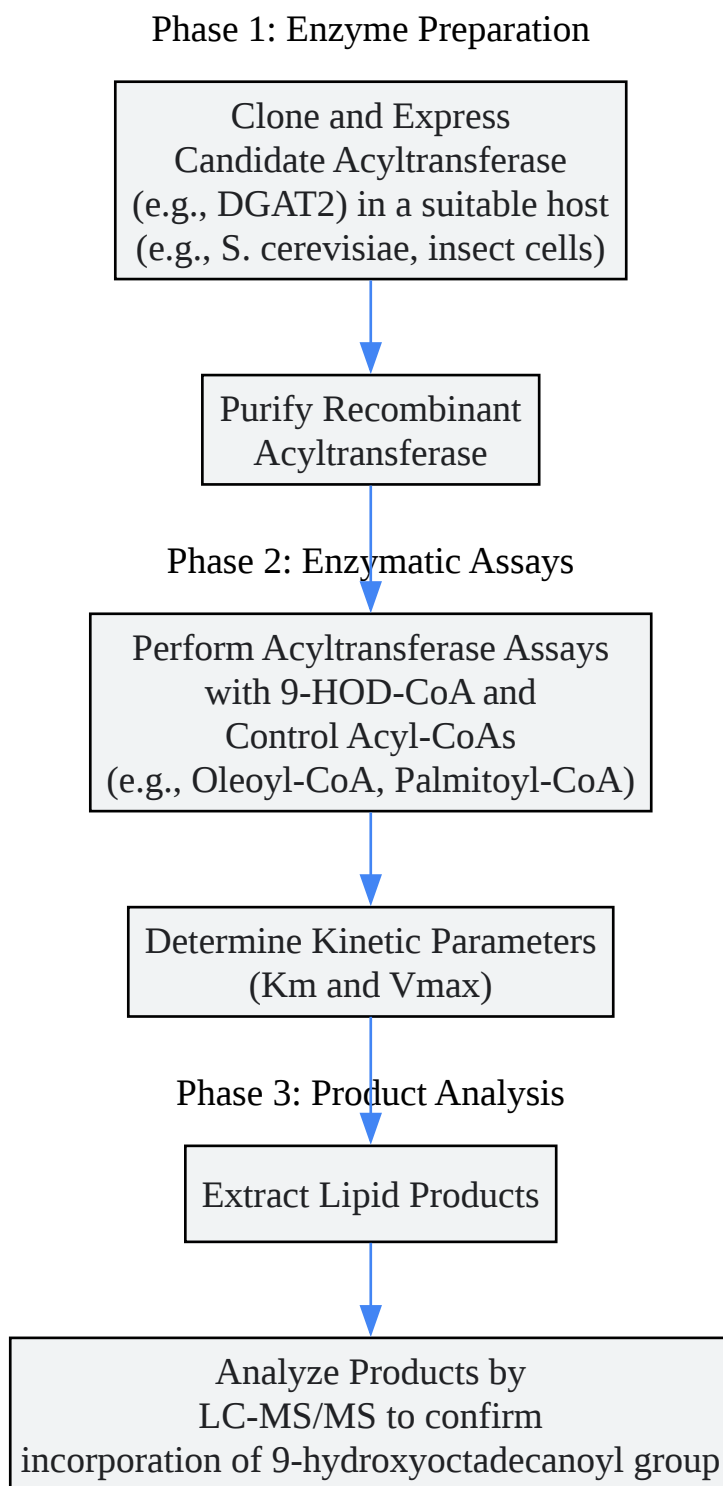 Phase 1: Enzyme Preparation
Clone and Express
Candidate Acyltransferase
(e.g., DGAT2) in a suitable host
(e.g., S. cerevisiae, insect cells)
Purify Recombinant
Acyltransferase
Phase 2: Enzymatic Assays
Perform Acyltransferase Assays
with 9-HOD-CoA and
Control Acyl-CoAs
(e.g., Oleoyl-CoA, Palmitoyl-CoA)
Determine Kinetic Parameters
(Km and Vmax)
Phase 3: Product Analysis
Extract Lipid Products
Analyze Products by
LC-MS/MS to confirm
incorporation of 9-hydroxyoctadecanoyl group